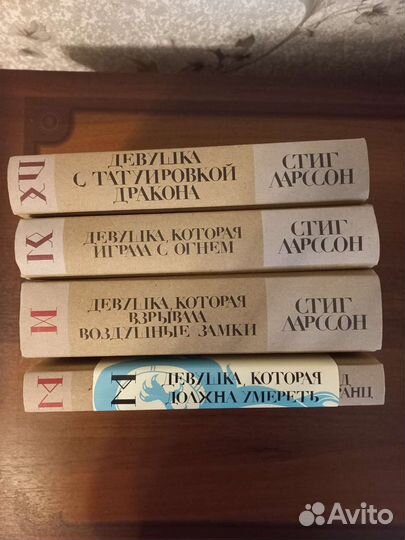 ДЕВУШКА
С ТАТУИРОВКОЙ
ДРАКОНА
СТИГ
ЛАРССОН
ДЕВУШКА, КОТОРАЯ
ИГРАЛА С ОГНЕМ
СТИГ
ЛАРССОН
ДЕВУШКА, КОТОРАЯ
ВЗРЫВАЛА
ВОЗДУШНЫЕ ЗАМКИ
СТИГ
ЛАРССОН
ДЕВУШКА, КОТОРАЯ
ДОЛЖНА УМЕРЕТЬ
Д
РАНЦ
Avito